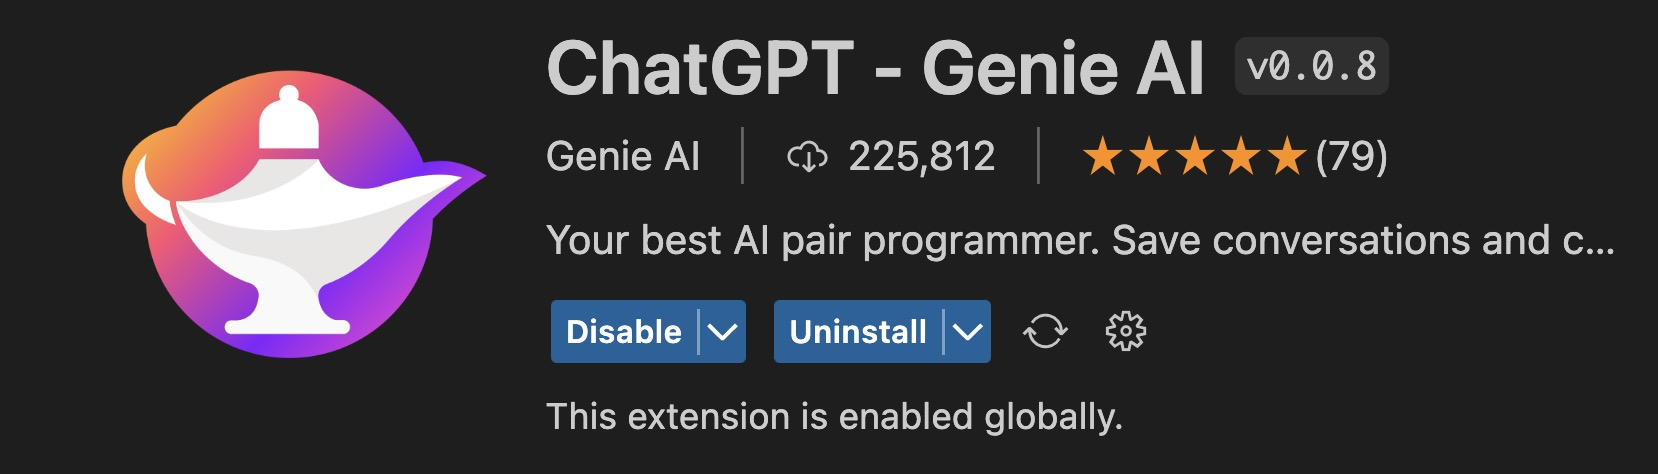 ChatGPT - Genie AI v0.0.8
Genie AI 225,812 (79)
Your best AI pair programmer. Save conversations and c...
Disable Uninstall
This extension is enabled globally.